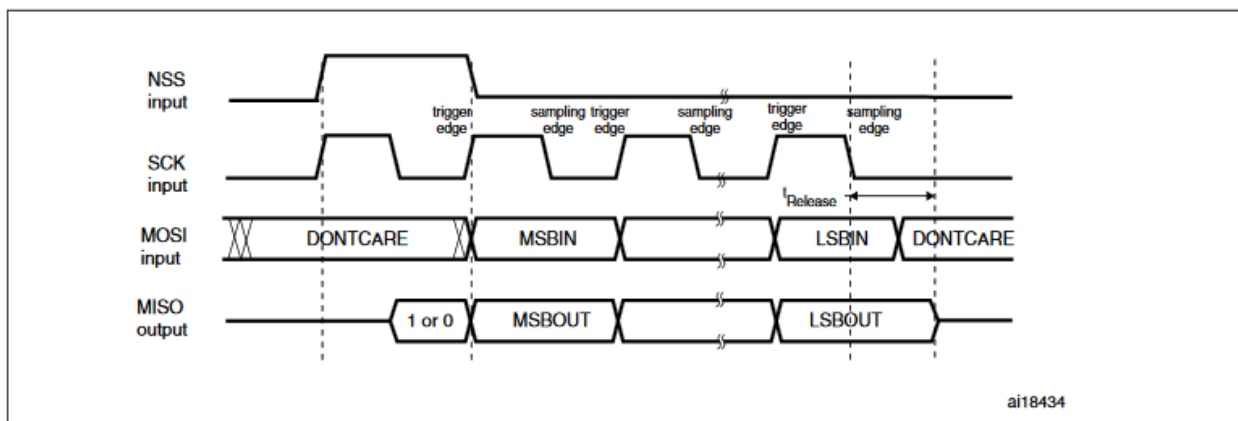 NSS
input
trigger
edge
sampling
edge
trigger
edge
sampling
edge
trigger
edge
sampling
edge
SCK
input
tRelease
MOSI
input
DONTCARE
MSBIN
LSBIN
DONTCARE
MISO
output
1 or 0
MSBOUT
LSBOUT
ai18434